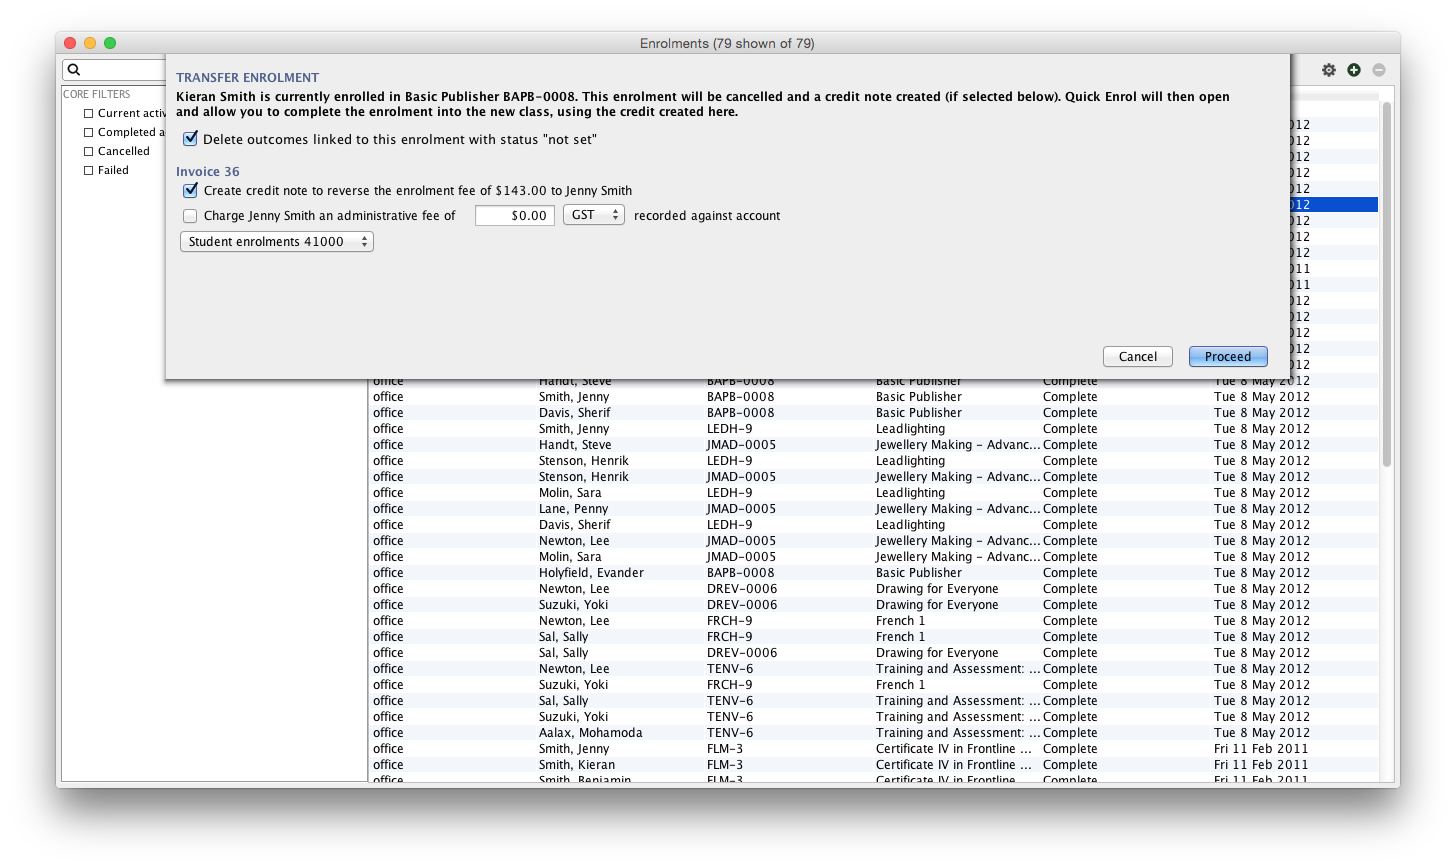 Enrolments (79 shown of 79)
TRANSFER ENROLMENT
Kieran Smith is currently enrolled in Basic Publisher BAPB-0008. This enrolment will be cancelled and a credit note created (if selected below). Quick Enrol will then open
and allow you to complete the enrolment into the new class, using the credit created here.
Delete outcomes linked to this enrolment with status "not set"
Invoice 36
Create credit note to reverse the enrolment fee of $143.00 to Jenny Smith
Charge Jenny Smith an administrative fee of $0.00 GST recorded against account
Student enrolments 41000
Cancel Proceed
CORE FILTERS
Current activ
Completed a
Cancelled
Failed
012
012
012
012
012
012
012
012
012
011
011
012
012
012
012
012
office Handt, Steve BAPB-0008 Basic Publisher Complete Tue 8 May 2012
office Smith, Jenny BAPB-0008 Basic Publisher Complete Tue 8 May 2012
office Davis, Sherif BAPB-0008 Basic Publisher Complete Tue 8 May 2012
office Smith, Jenny LEDH-9 Leadlighting Complete Tue 8 May 2012
office Handt, Steve JMAD-0005 Jewellery Making - Advanc... Complete Tue 8 May 2012
office Stenson, Henrik LEDH-9 Leadlighting Complete Tue 8 May 2012
office Stenson, Henrik JMAD-0005 Jewellery Making - Advanc... Complete Tue 8 May 2012
office Molin, Sara LEDH-9 Leadlighting Complete Tue 8 May 2012
office Lane, Penny JMAD-0005 Jewellery Making - Advanc... Complete Tue 8 May 2012
office Davis, Sherif LEDH-9 Leadlighting Complete Tue 8 May 2012
office Newton, Lee JMAD-0005 Jewellery Making - Advanc... Complete Tue 8 May 2012
office Molin, Sara JMAD-0005 Jewellery Making - Advanc... Complete Tue 8 May 2012
office Holyfield, Evander BAPB-0008 Basic Publisher Complete Tue 8 May 2012
office Newton, Lee DREV-0006 Drawing for Everyone Complete Tue 8 May 2012
office Suzuki, Yoki DREV-0006 Drawing for Everyone Complete Tue 8 May 2012
office Newton, Lee FRCH-9 French 1 Complete Tue 8 May 2012
office Sal, Sally FRCH-9 French 1 Complete Tue 8 May 2012
office Sal, Sally DREV-0006 Drawing for Everyone Complete Tue 8 May 2012
office Newton, Lee TENV-6 Training and Assessment: ... Complete Tue 8 May 2012
office Suzuki, Yoki FRCH-9 French 1 Complete Tue 8 May 2012
office Sal, Sally TENV-6 Training and Assessment: ... Complete Tue 8 May 2012
office Suzuki, Yoki TENV-6 Training and Assessment: ... Complete Tue 8 May 2012
office Aalax, Mohamoda TENV-6 Training and Assessment: ... Complete Tue 8 May 2012
office Smith, Jenny FLM-3 Certificate IV in Frontline ... Complete Fri 11 Feb 2011
office Smith, Kieran FLM-3 Certificate IV in Frontline ... Complete Fri 11 Feb 2011
office Smith, Benjamin FLM-3 Certificate IV in Frontline ... Complete Fri 11 Feb 2011